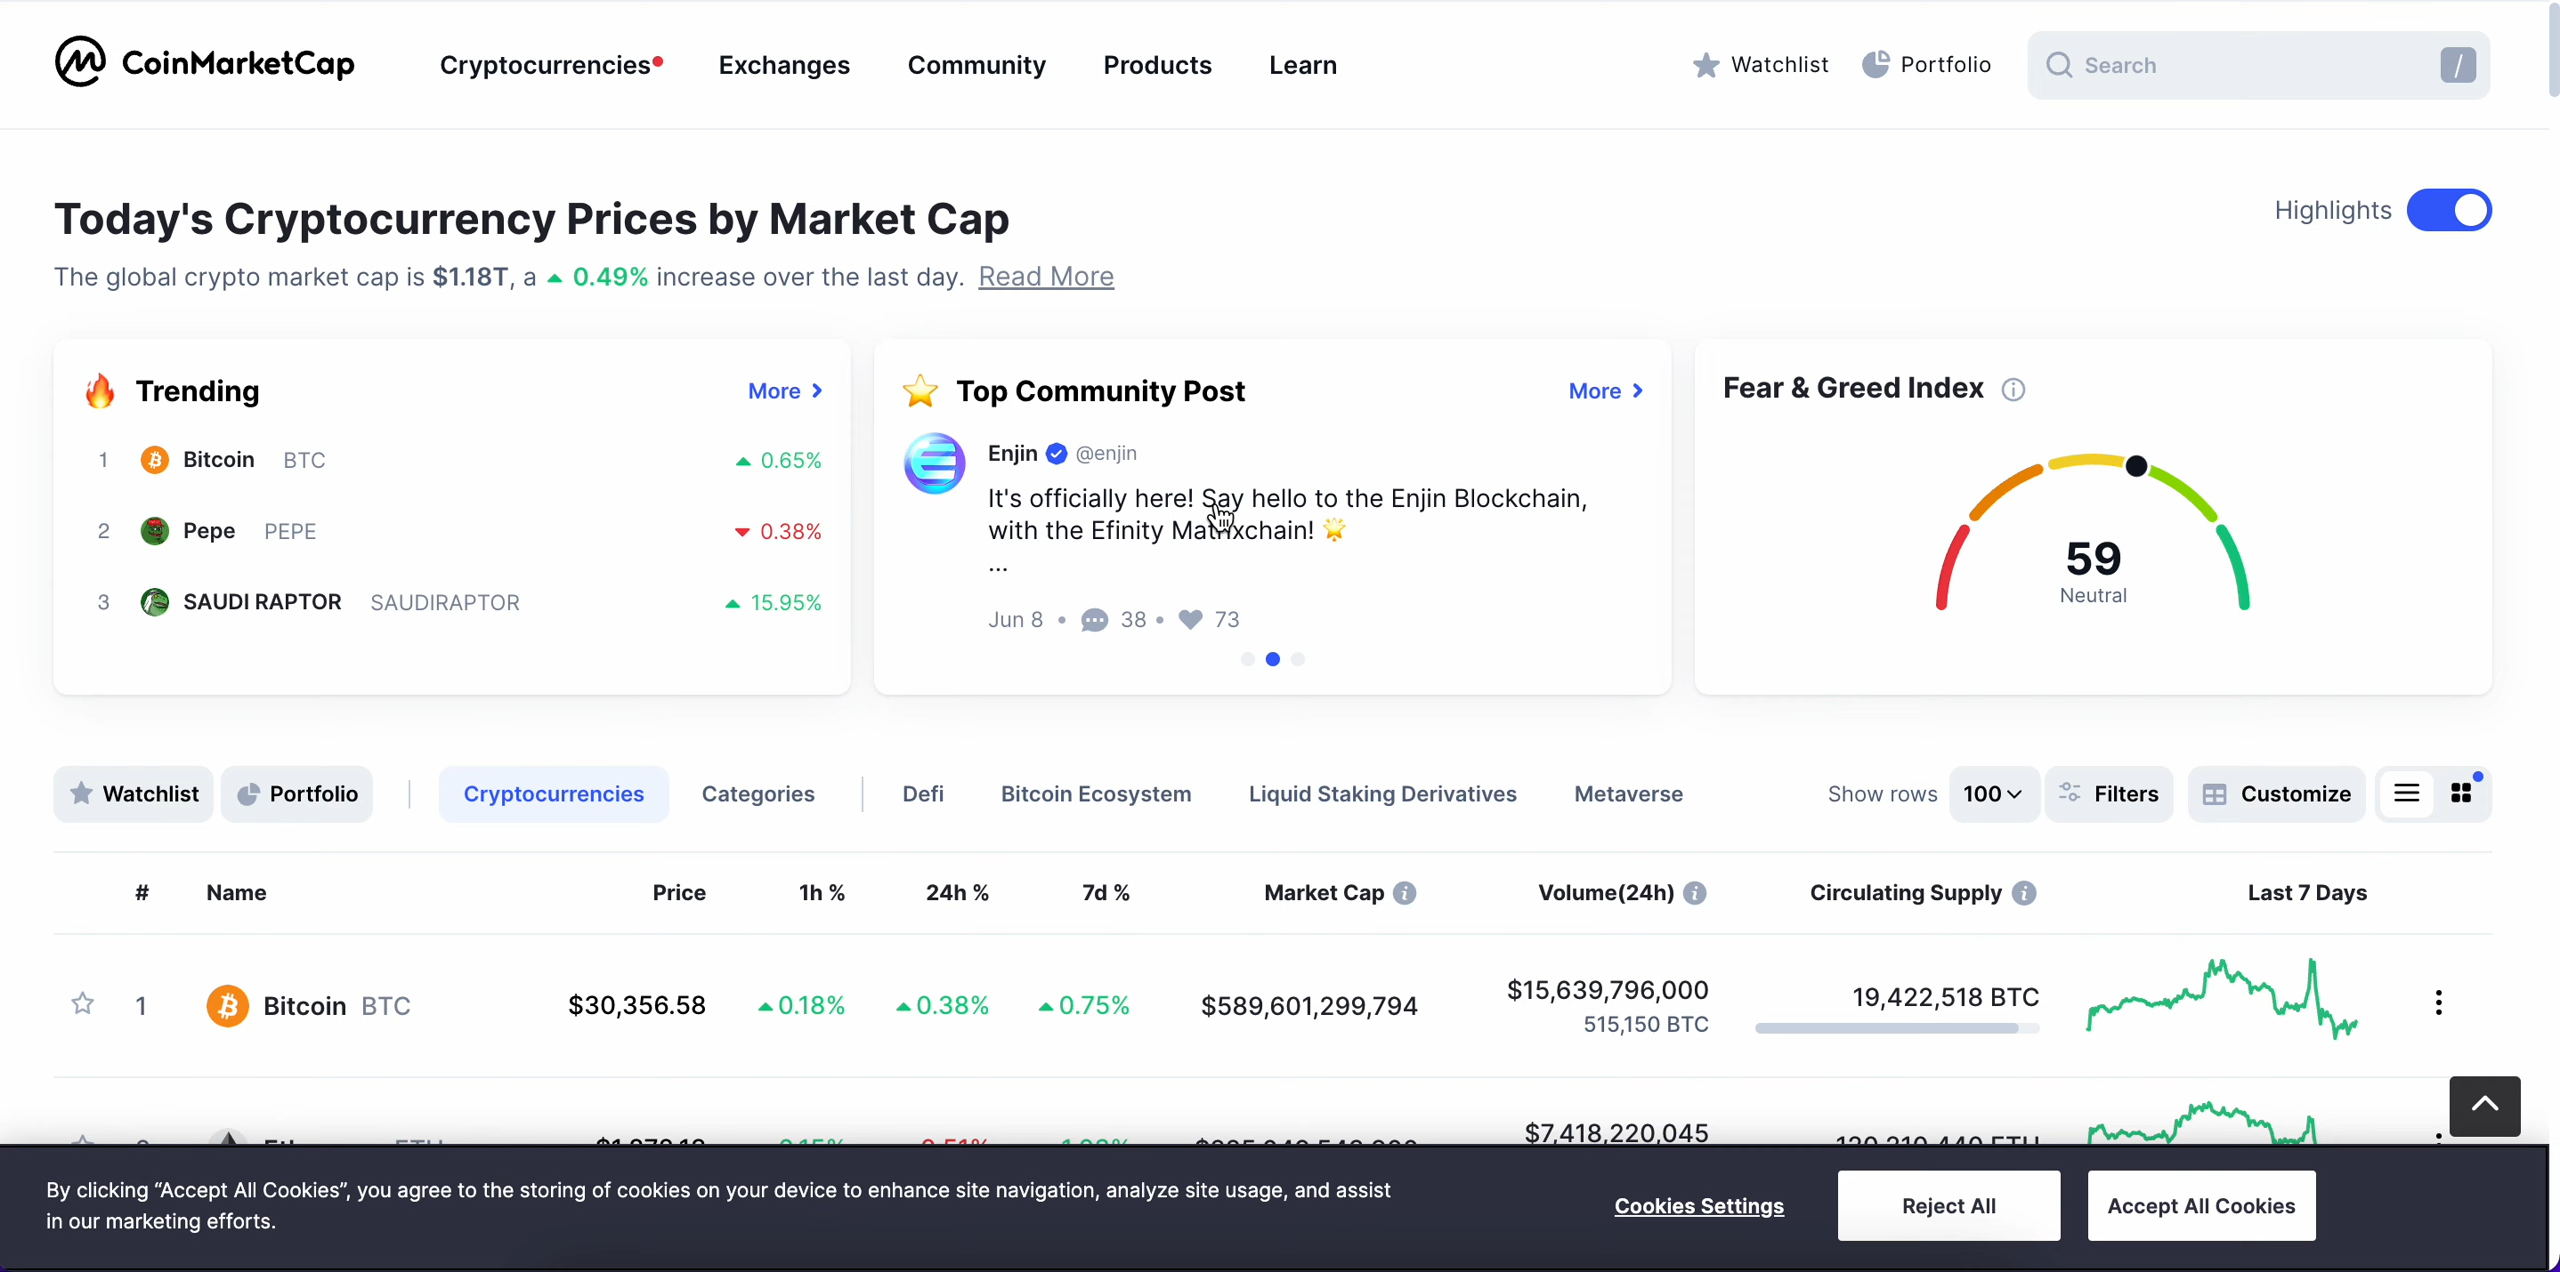 CoinMarketCap Cryptocurrencies Exchanges Community Products Learn Watchlist Portfolio Search /
Today's Cryptocurrency Prices by Market Cap
Highlights
The global crypto market cap is $1.18T, a ▲ 0.49% increase over the last day. Read More
Trending More >
1 Bitcoin BTC ▲ 0.65%
2 Pepe PEPE ▼ 0.38%
3 SAUDI RAPTOR SAUDIRAPTOR ▲ 15.95%
Top Community Post More >
Enjin @enjin
It's officially here! Say hello to the Enjin Blockchain,
with the Efinity Matrixchain! 🌟
...
Jun 8 • 38 • 73
Fear & Greed Index
59
Neutral
Watchlist Portfolio Cryptocurrencies Categories Defi Bitcoin Ecosystem Liquid Staking Derivatives Metaverse Show rows 100 Filters Customize
# Name Price 1h % 24h % 7d % Market Cap Volume(24h) Circulating Supply Last 7 Days
1 Bitcoin BTC $30,356.58 ▲0.18% ▲0.38% ▲0.75% $589,601,299,794 $15,639,796,000 19,422,518 BTC
515,150 BTC
$7,418,220,045
By clicking “Accept All Cookies”, you agree to the storing of cookies on your device to enhance site navigation, analyze site usage, and assist
in our marketing efforts.
Cookies Settings Reject All Accept All Cookies